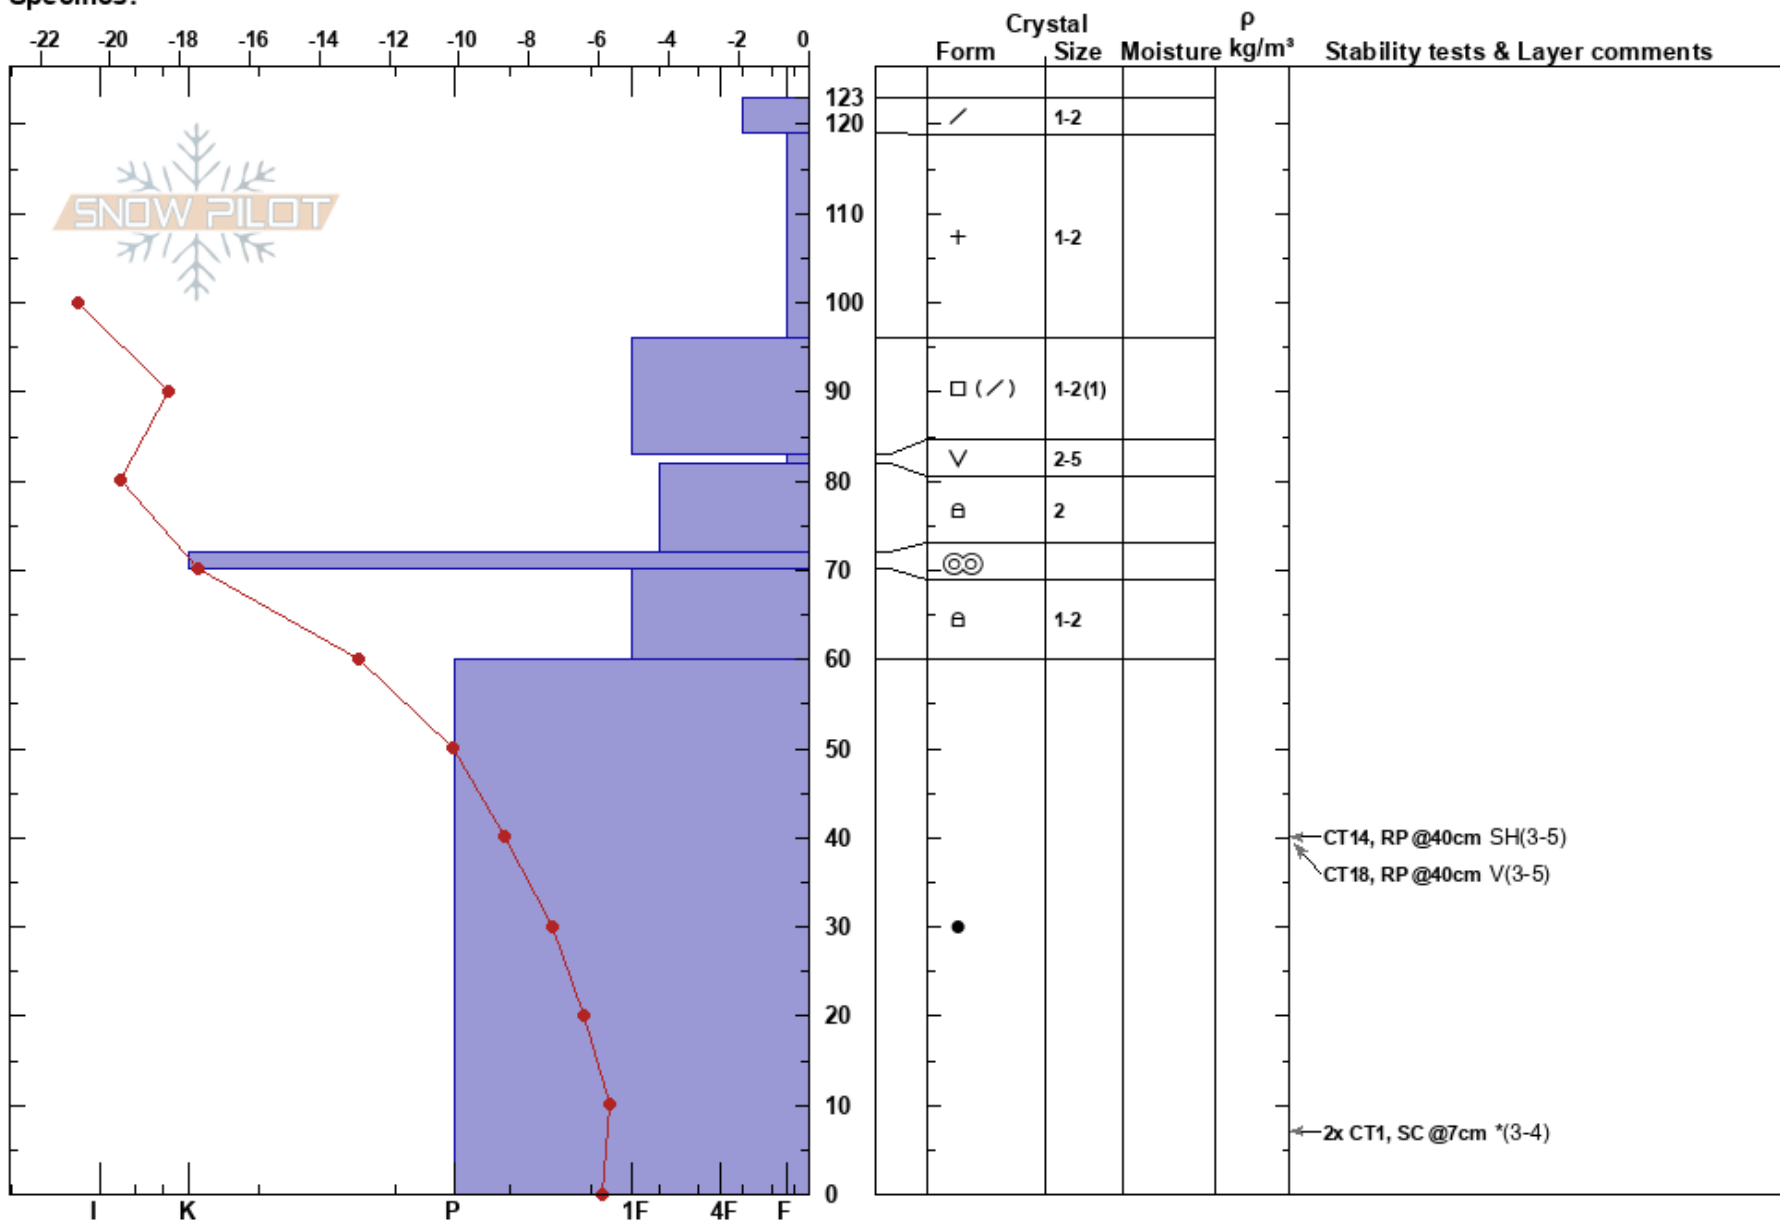 Specifics:
Crystal ρ
Form Size Moisture kg/m³ Stability tests & Layer comments
-22 -20 -18 -16 -14 -12 -10 -8 -6 -4 -2 0
123
120 / 1-2
SNOW PILOT
110
+ 1-2
100
90 □ (/) 1-2(1)
V 2-5
80
2
70
1-2
60
50
40 CT14, RP @40cm SH(3-5)
CT18, RP @40cm V(3-5)
30
20
10
2x CT1, SC @7cm *(3-4)
0
I K P 1F 4F F